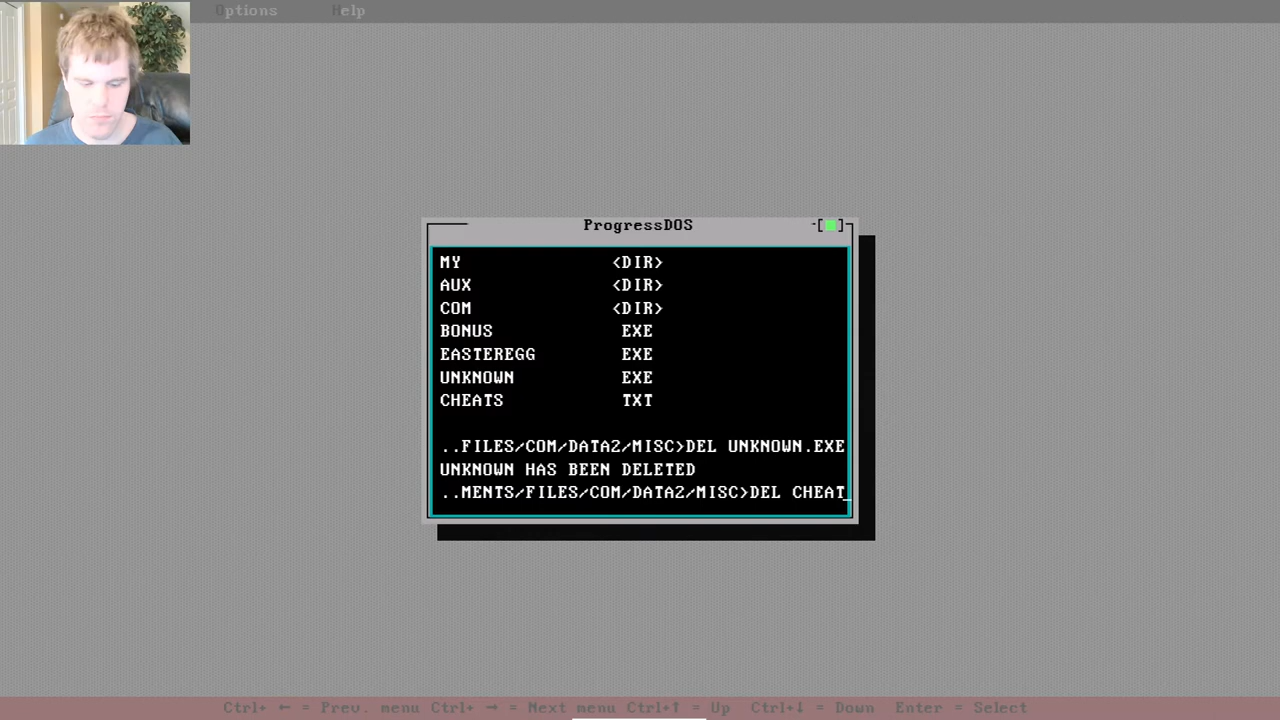 Options Help
ProgressDOS
MY <DIR>
AUX <DIR>
COM <DIR>
BONUS EXE
EASTEREGG EXE
UNKNOWN EXE
CHEATS TXT
..FILES/COM/DATA2/MISC>DEL UNKNOWN.EXE
UNKNOWN HAS BEEN DELETED
..MENTS/FILES/COM/DATA2/MISC>DEL CHEAT_
Ctrl+ ← = Prev. menu Ctrl+ → = Next menu Ctrl+↑ = Up Ctrl+↓ = Down Enter = Select